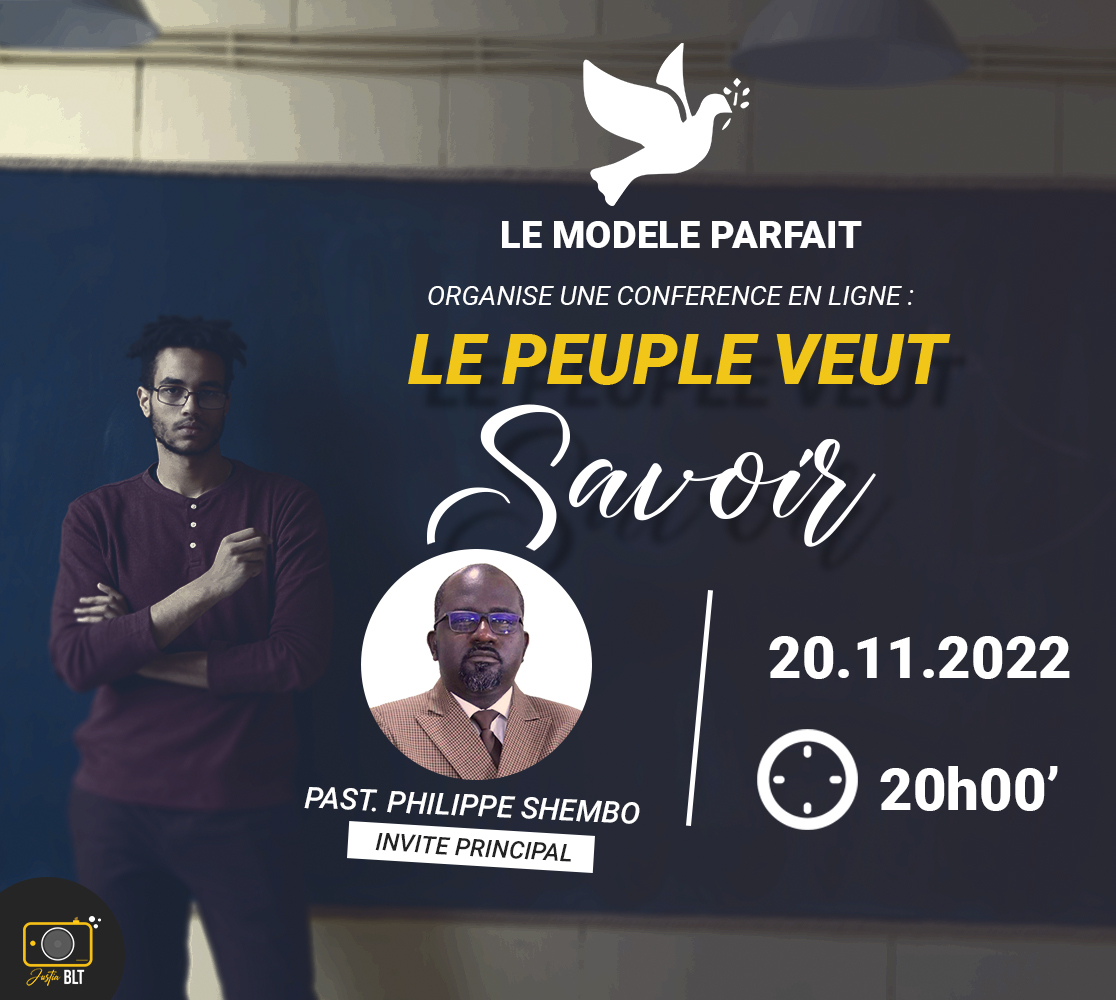 LE MODELE PARFAIT
ORGANISE UNE CONFERENCE EN LIGNE :
LE PEUPLE VEUT
Savoir
PAST. PHILIPPE SHEMBO
INVITE PRINCIPAL
20.11.2022
20h00’
Justin BLT